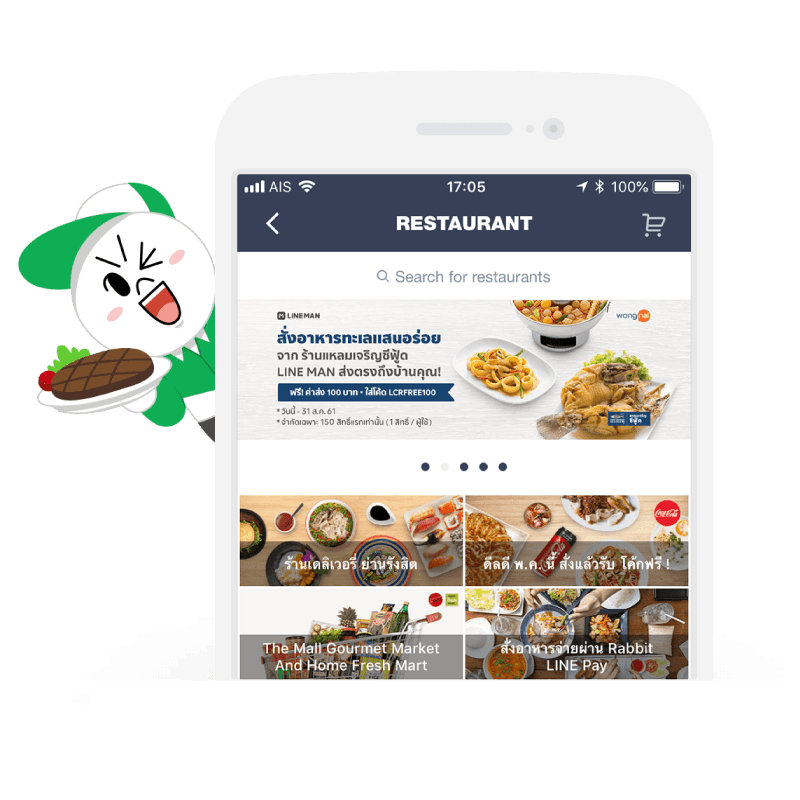 AIS
17:05
100%
RESTAURANT
Search for restaurants
LINEMAN
wongnai
สั่งอาหารทะเลแสนอร่อย
จาก ร้านแหลมเจริญซีฟู้ด
LINE MAN ส่งตรงถึงบ้านคุณ!
ฟรี! ค่าส่ง 100 บาท • ใส่โค้ด LCRFREE100
* วันนี้ - 31 ส.ค. 61
* จำกัดเฉพาะ 150 สิทธิ์แรกเท่านั้น ( 1 สิทธิ์ / ผู้ใช้ )
ร้านเดลิเวอรี่ ย่านรังสิต
Coca-Cola
ดีลดี พ.ค. นี้ สั่งแล้วรับ โค้กฟรี !
The Mall Gourmet Market
And Home Fresh Mart
สั่งอาหารจ่ายผ่าน Rabbit
LINE Pay